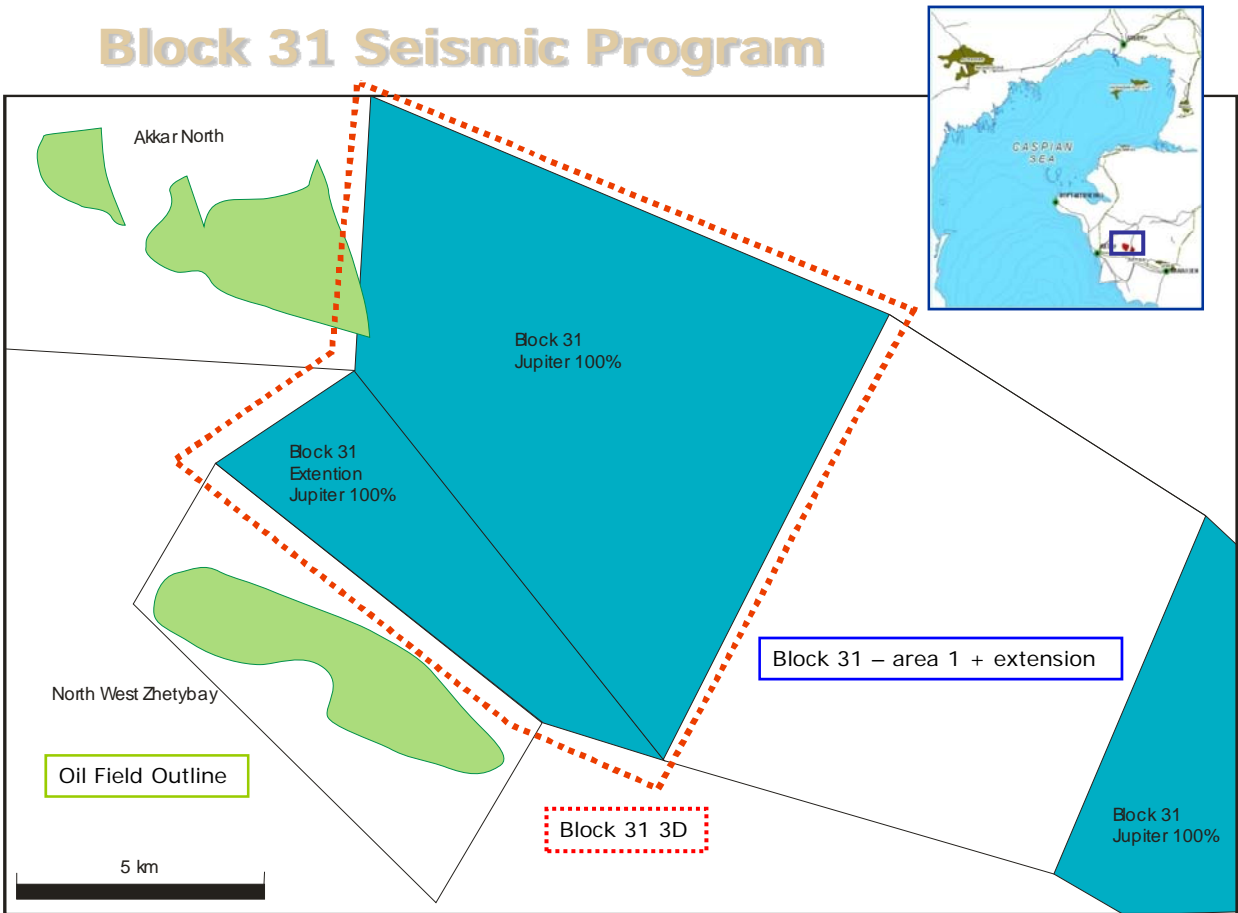 Block 31 Seismic Program
CASPIAN
SEA
Akkar North
Block 31
Jupiter 100%
Block 31
Extention
Jupiter 100%
Block 31 – area 1 + extension
North West Zhetybay
Oil Field Outline
Block 31 3D
Block 31
Jupiter 100%
5 km